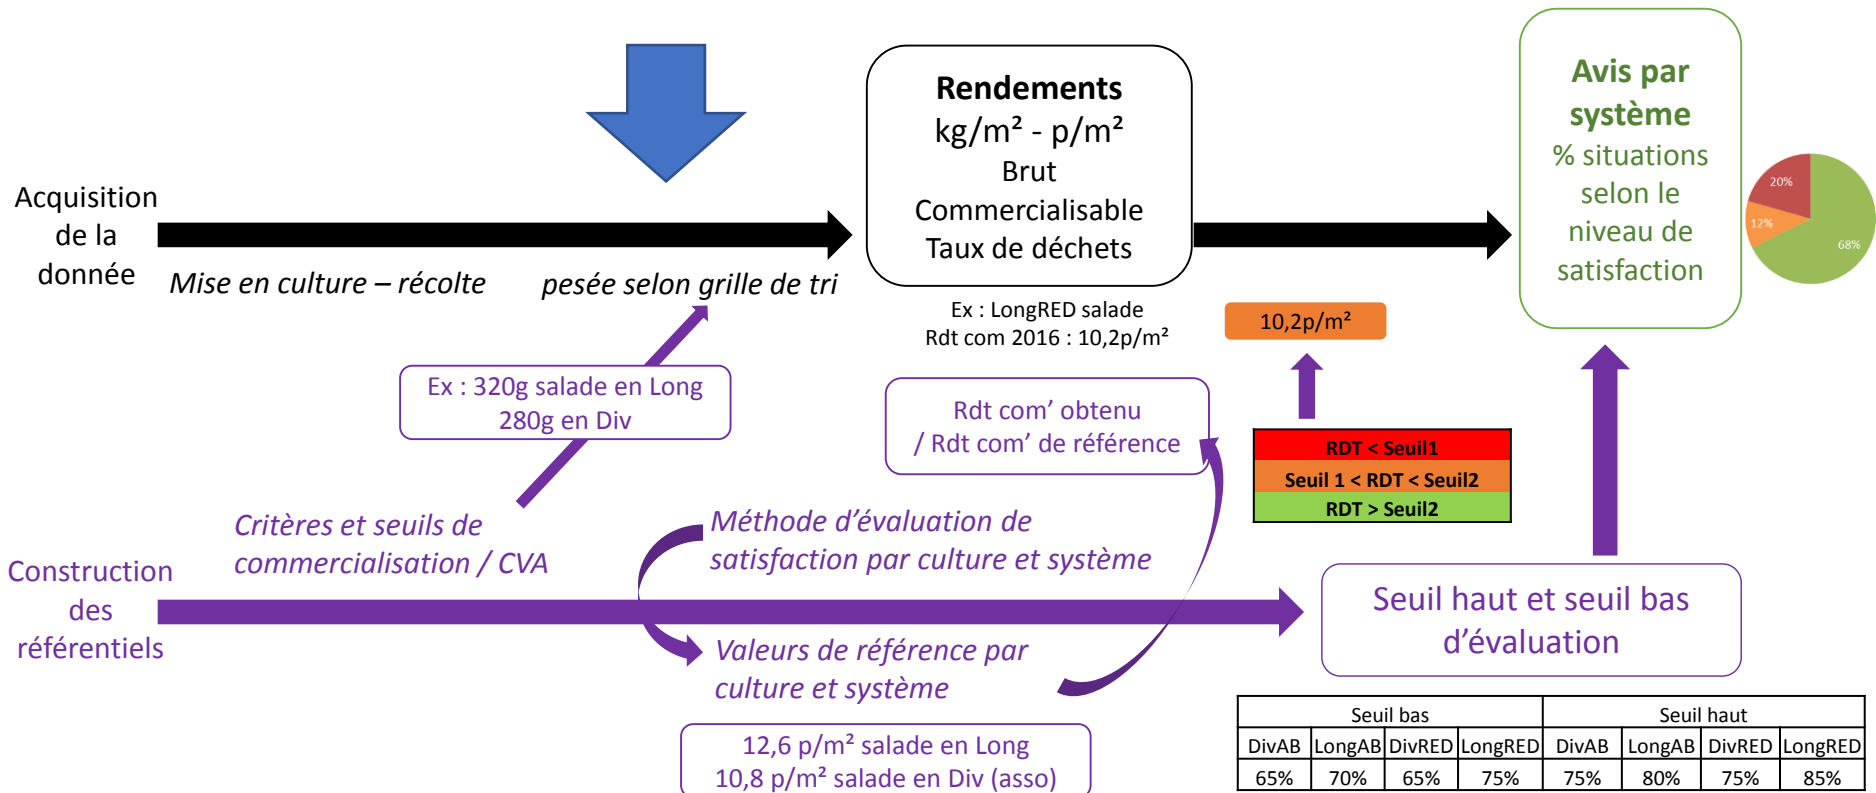 Acquisition
de la
donnée
Mise en culture – récolte
pesée selon grille de tri
Rendements
kg/m² - p/m²
Brut
Commercialisable
Taux de déchets
Ex : LongRED salade
Rdt com 2016 : 10,2p/m²
10,2p/m²
Avis par
système
% situations
selon le
niveau de
satisfaction
20%
12%
68%
Ex : 320g salade en Long
280g en Div
Rdt com’ obtenu
/ Rdt com’ de référence
RDT < Seuil1
Seuil 1 < RDT < Seuil2
RDT > Seuil2
Construction
des
référentiels
Critères et seuils de
commercialisation / CVA
Méthode d’évaluation de
satisfaction par culture et système
Valeurs de référence par
culture et système
12,6 p/m² salade en Long
10,8 p/m² salade en Div (asso)
Seuil haut et seuil bas
d’évaluation
Seuil bas Seuil haut
DivAB LongAB DivRED LongRED DivAB LongAB DivRED LongRED
65% 70% 65% 75% 75% 80% 75% 85%